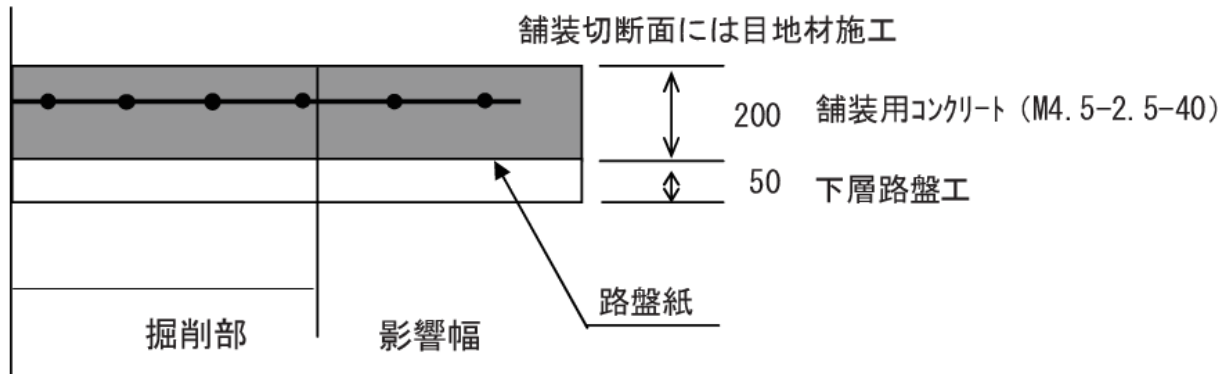 舗装切断面には目地材施工
200 舗装用ｺﾝｸﾘｰﾄ（M4.5-2.5-40）
50 下層路盤工
路盤紙
掘削部 影響幅